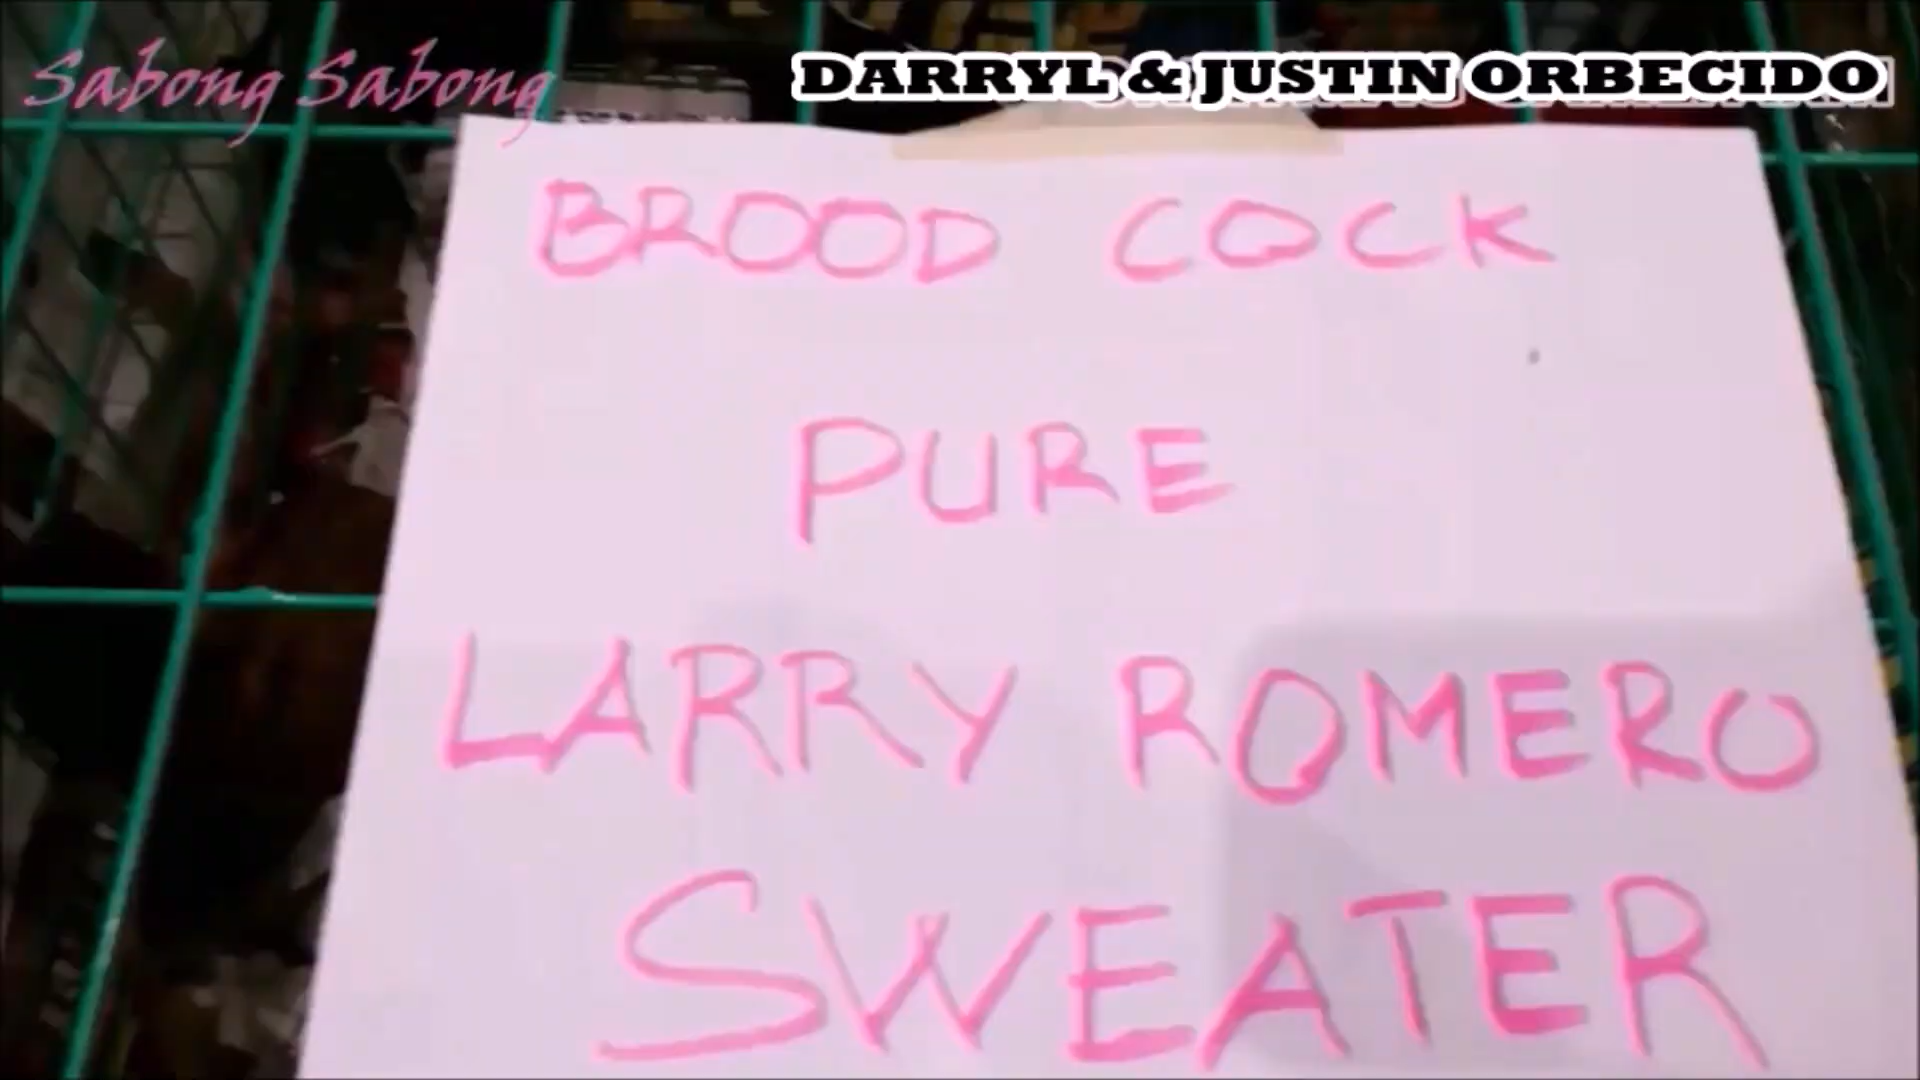 Sabong Sabong
DARRYL & JUSTIN ORBECIDO
BROOD COCK
PURE
LARRY ROMERO
SWEATER